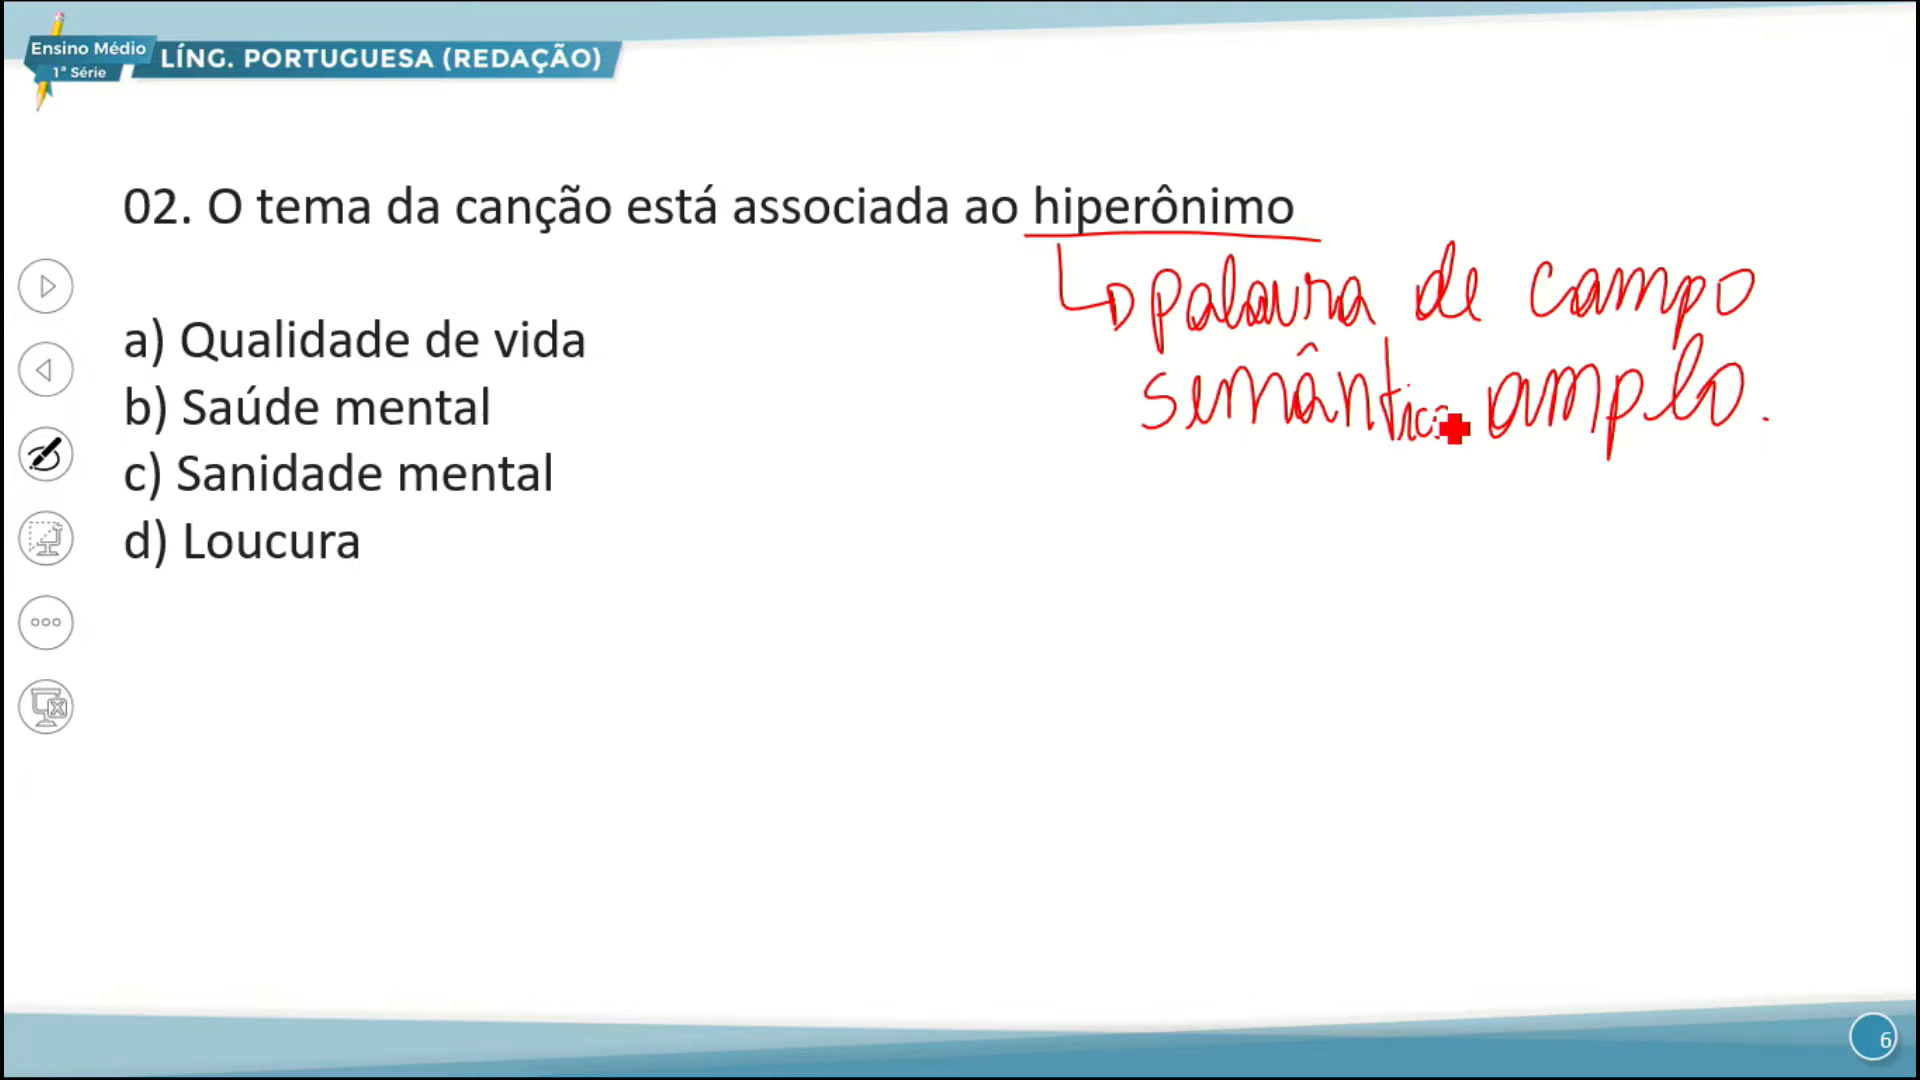 Ensino Médio
1ª Série
LÍNG. PORTUGUESA (REDAÇÃO)
02. O tema da canção está associada ao hiperônimo
palavra de campo
semântico amplo.
a) Qualidade de vida
b) Saúde mental
c) Sanidade mental
d) Loucura
6